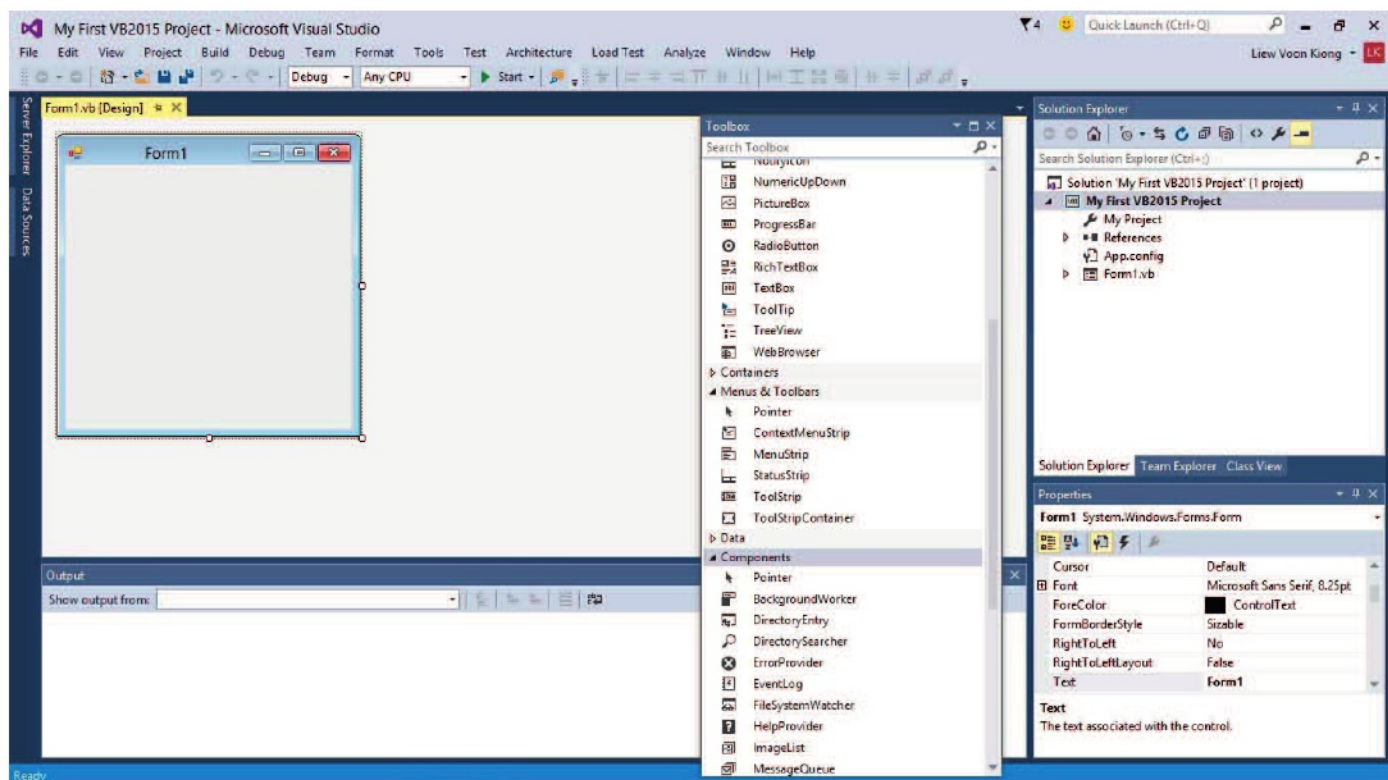 My First VB2015 Project - Microsoft Visual Studio
4
Quick Launch (Ctrl+Q)
File Edit View Project Build Debug Team Format Tools Test Architecture Load Test Analyze Window Help
Liew Voon Kiong
LK
Debug
Any CPU
Start
Server Explorer
Data Sources
Form1.vb [Design]
Form1
Toolbox
Search Toolbox
NotifyIcon
NumericUpDown
PictureBox
ProgressBar
RadioButton
RichTextBox
TextBox
ToolTip
TreeView
WebBrowser
Containers
Menus & Toolbars
Pointer
ContextMenuStrip
MenuStrip
StatusStrip
ToolStrip
ToolStripContainer
Data
Components
Pointer
BackgroundWorker
DirectoryEntry
DirectorySearcher
ErrorProvider
EventLog
FileSystemWatcher
HelpProvider
ImageList
MessageQueue
Solution Explorer
Search Solution Explorer (Ctrl+;)
Solution 'My First VB2015 Project' (1 project)
My First VB2015 Project
My Project
References
App.config
Form1.vb
Solution Explorer Team Explorer Class View
Properties
Form1 System.Windows.Forms.Form
Cursor Default
Font Microsoft Sans Serif, 8.25pt
ForeColor ControlText
FormBorderStyle Sizable
RightToLeft No
RightToLeftLayout False
Text Form1
Text
The text associated with the control.
Output
Show output from:
Ready